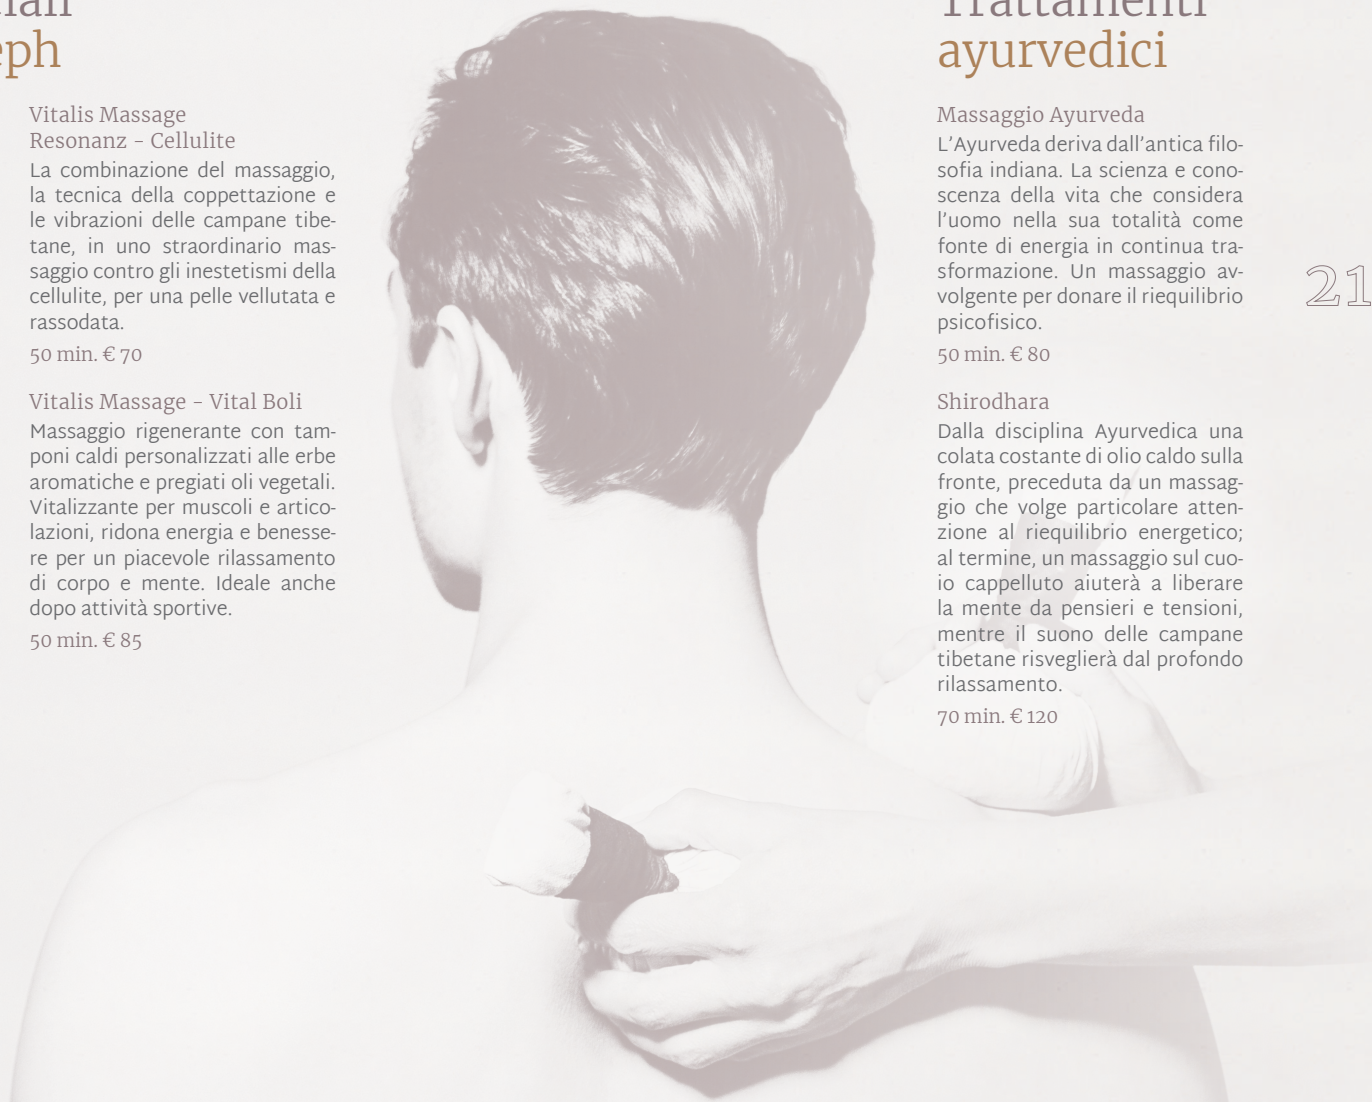 eph
Vitalis Massage
Resonanz - Cellulite
La combinazione del massaggio,
la tecnica della coppettazione e
le vibrazioni delle campane tibe-
tane, in uno straordinario mas-
saggio contro gli inestetismi della
cellulite, per una pelle vellutata e
rassodata.
50 min. € 70
Vitalis Massage - Vital Boli
Massaggio rigenerante con tam-
poni caldi personalizzati alle erbe
aromatiche e pregiati oli vegetali.
Vitalizzante per muscoli e artico-
lazioni, ridona energia e benesse-
re per un piacevole rilassamento
di corpo e mente. Ideale anche
dopo attività sportive.
50 min. € 85
Trattamenti
ayurvedici
Massaggio Ayurveda
L’Ayurveda deriva dall’antica filo-
sofia indiana. La scienza e cono-
scenza della vita che considera
l’uomo nella sua totalità come
fonte di energia in continua tra-
sformazione. Un massaggio av-
volgente per donare il riequilibrio
psicofisico.
50 min. € 80
Shirodhara
Dalla disciplina Ayurvedica una
colata costante di olio caldo sulla
fronte, preceduta da un massag-
gio che volge particolare atten-
zione al riequilibrio energetico;
al termine, un massaggio sul cuo-
io cappelluto aiuterà a liberare
la mente da pensieri e tensioni,
mentre il suono delle campane
tibetane risveglierà dal profondo
rilassamento.
70 min. € 120
21